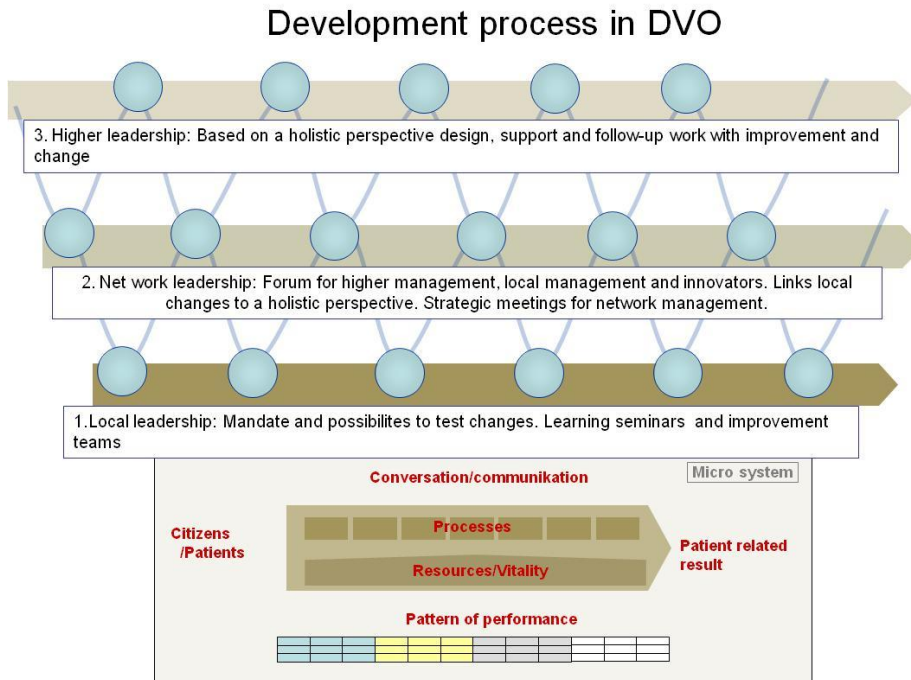 Development process in DVO
3. Higher leadership: Based on a holistic perspective design, support and follow-up work with improvement and
change
2. Net work leadership: Forum for higher management, local management and innovators. Links local
changes to a holistic perspective. Strategic meetings for network management.
1.Local leadership: Mandate and possibilites to test changes. Learning seminars and improvement
teams
Micro system
Conversation/communikation
Citizens
/Patients
Processes
Resources/Vitality
Patient related
result
Pattern of performance